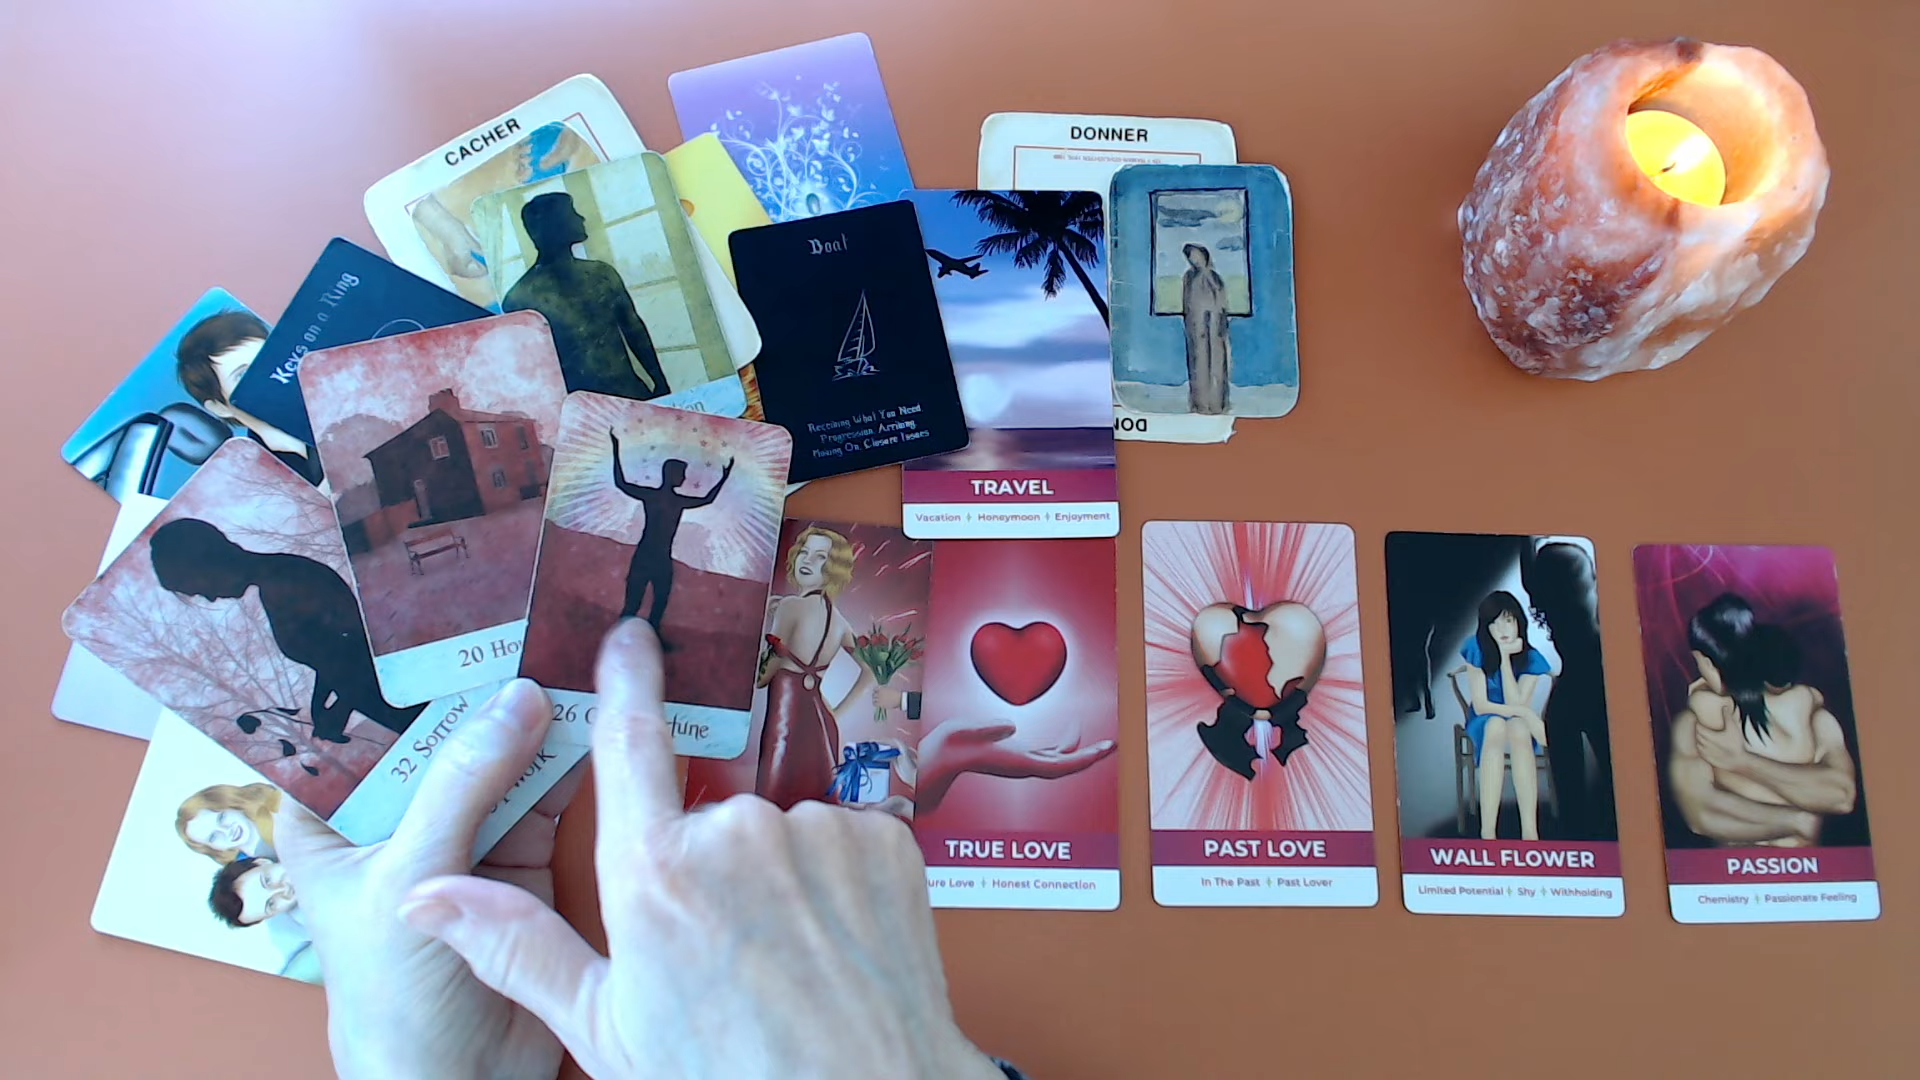 CACHER
DONNER
Keys on a Ring
Boat
Receiving What You Need
Progression Arriving
Moving On, Closure Issues
DON
TRAVEL
Vacation Honeymoon Enjoyment
20 Hou
32 Sorrow
26
TRUE LOVE
Honest Connection
PAST LOVE
In The Past Past Lover
WALL FLOWER
Limited Potential Shy Withholding
PASSION
Chemistry Passionate Feeling